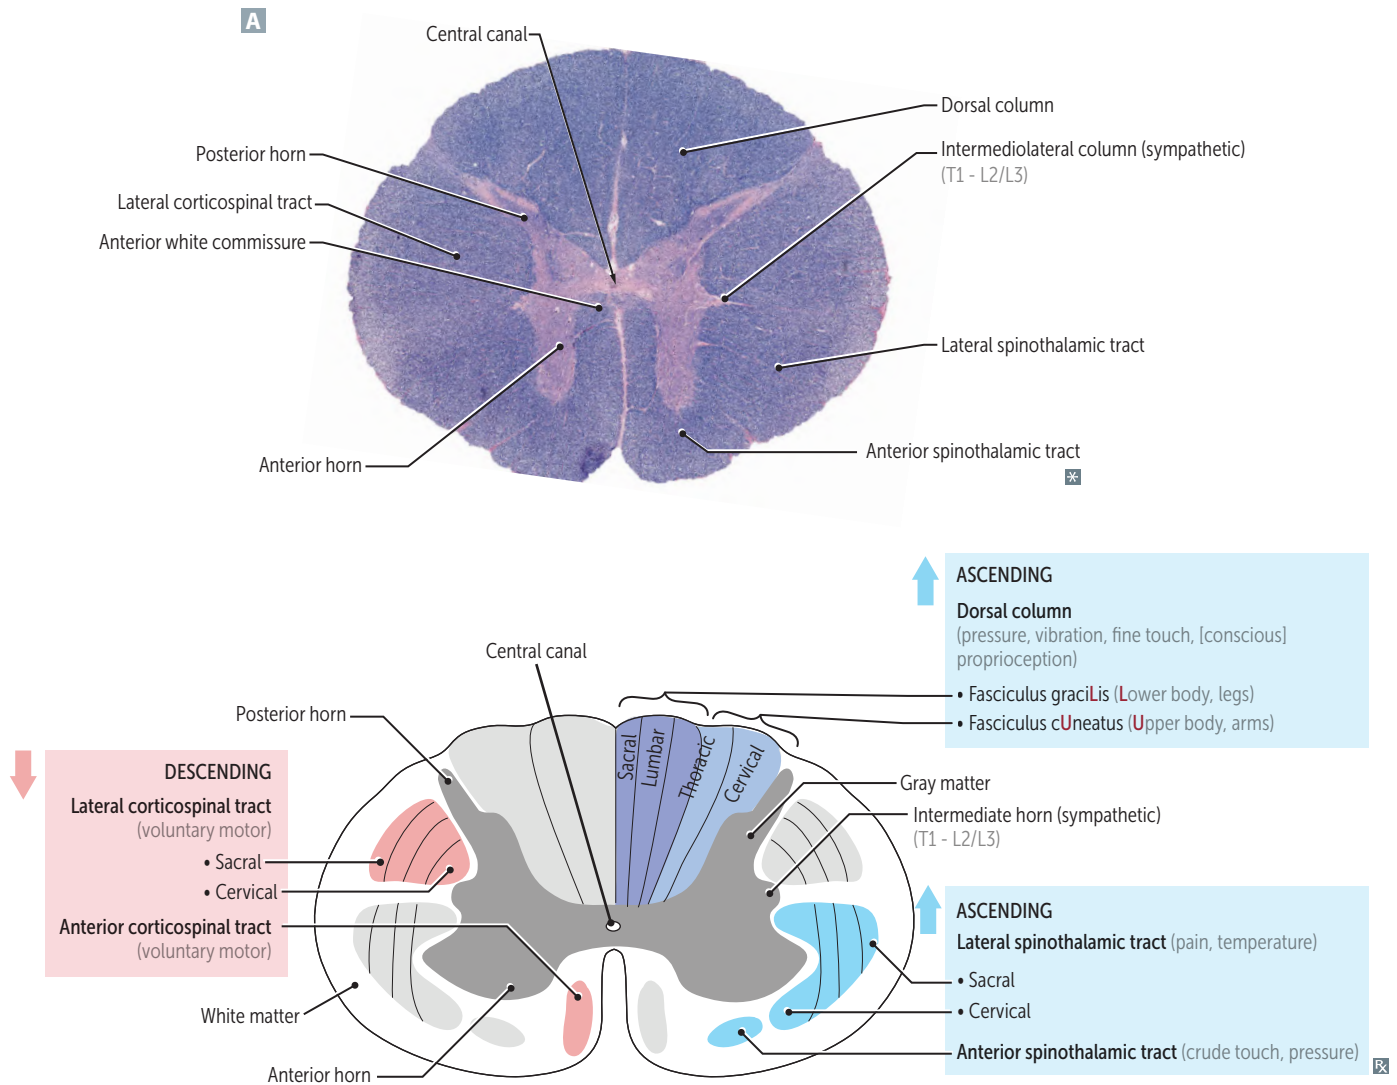 A
Central canal
Dorsal column
Posterior horn
Intermediolateral column (sympathetic)
(T1 - L2/L3)
Lateral corticospinal tract
Anterior white commissure
Lateral spinothalamic tract
Anterior horn
Anterior spinothalamic tract
ASCENDING
Dorsal column
(pressure, vibration, fine touch, [conscious]
proprioception)
• Fasciculus graciLis (Lower body, legs)
• Fasciculus cUneatus (Upper body, arms)
Central canal
Posterior horn
Sacral
Lumbar
Thoracic
Cervical
DESCENDING
Lateral corticospinal tract
(voluntary motor)
• Sacral
• Cervical
Anterior corticospinal tract
(voluntary motor)
Gray matter
Intermediate horn (sympathetic)
(T1 - L2/L3)
ASCENDING
Lateral spinothalamic tract (pain, temperature)
• Sacral
• Cervical
Anterior spinothalamic tract (crude touch, pressure)
White matter
Anterior horn
Rx